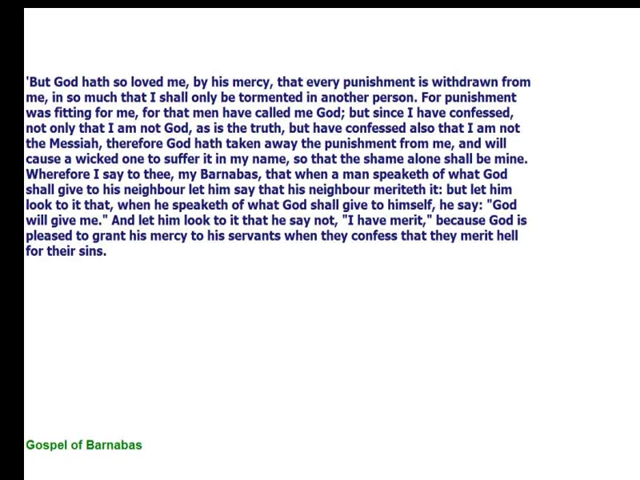 'But God hath so loved me, by his mercy, that every punishment is withdrawn from
me, in so much that I shall only be tormented in another person. For punishment
was fitting for me, for that men have called me God; but since I have confessed,
not only that I am not God, as is the truth, but have confessed also that I am not
the Messiah, therefore God hath taken away the punishment from me, and will
cause a wicked one to suffer it in my name, so that the shame alone shall be mine.
Wherefore I say to thee, my Barnabas, that when a man speaketh of what God
shall give to his neighbour let him say that his neighbour meriteth it: but let him
look to it that, when he speaketh of what God shall give to himself, he say: "God
will give me." And let him look to it that he say not, "I have merit," because God is
pleased to grant his mercy to his servants when they confess that they merit hell
for their sins.
Gospel of Barnabas